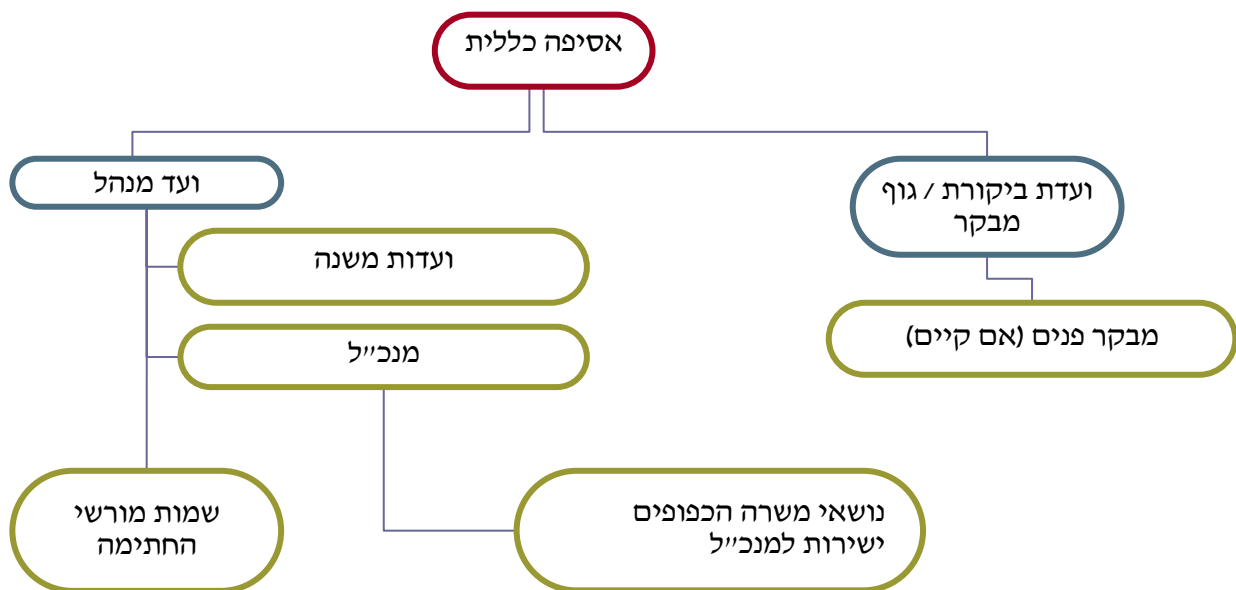 אסיפה כללית
ועד מנהל
ועדת ביקורת / גוף
מבקר
ועדות משנה
מנכ״ל
מבקר פנים (אם קיים)
שמות מורשי
החתימה
נושאי משרה הכפופים
ישירות למנכ״ל